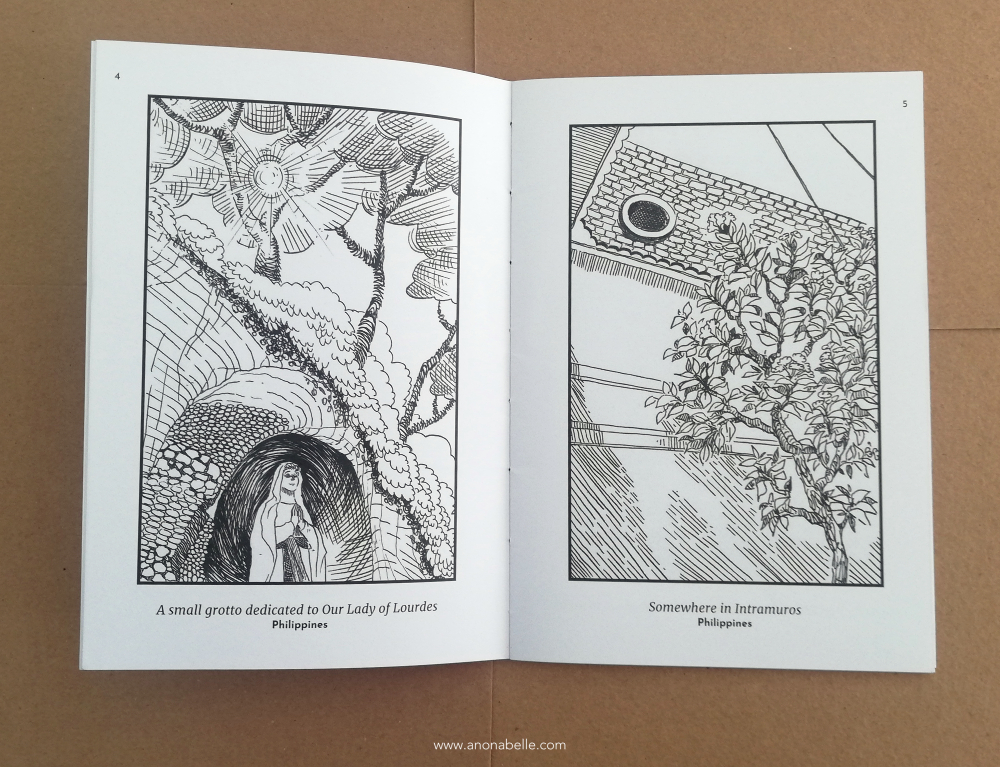 4
A small grotto dedicated to Our Lady of Lourdes
Philippines
5
Somewhere in Intramuros
Philippines
www.anonabelle.com